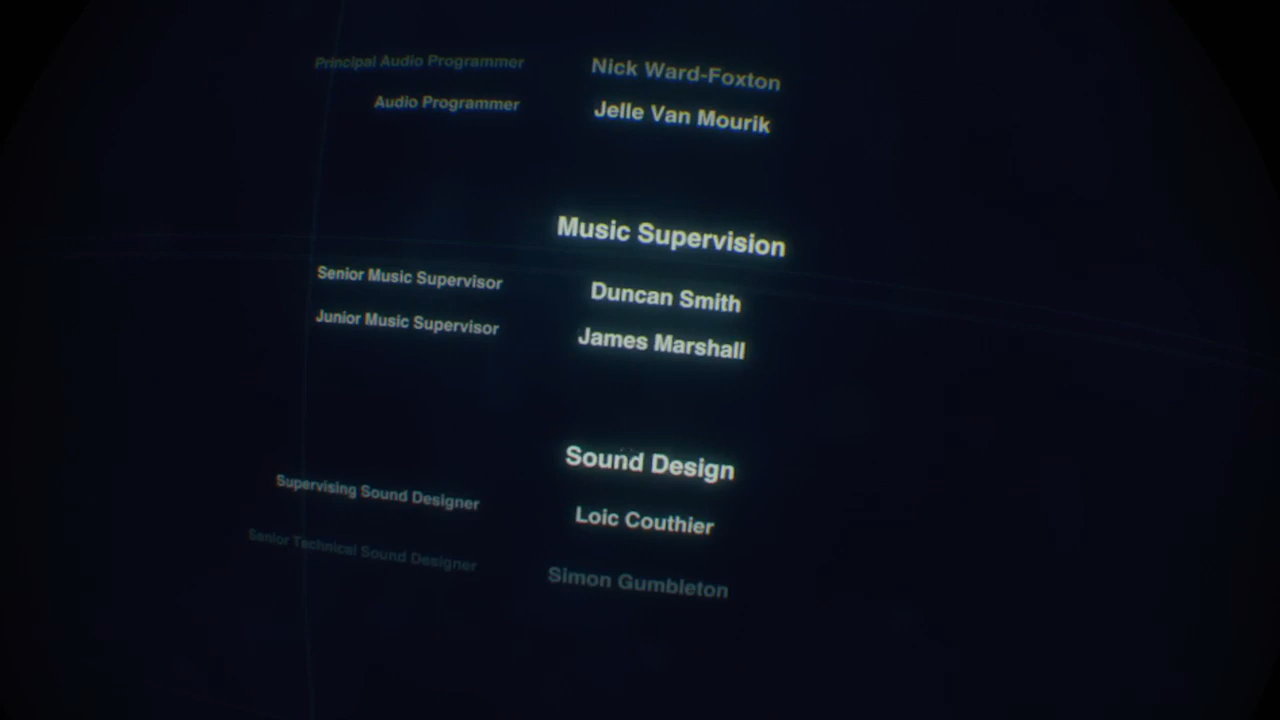 Principal Audio Programmer Nick Ward-Foxton
Audio Programmer Jelle Van Mourik
Music Supervision
Senior Music Supervisor Duncan Smith
Junior Music Supervisor James Marshall
Sound Design
Supervising Sound Designer Loic Couthier
Senior Technical Sound Designer Simon Gumbleton